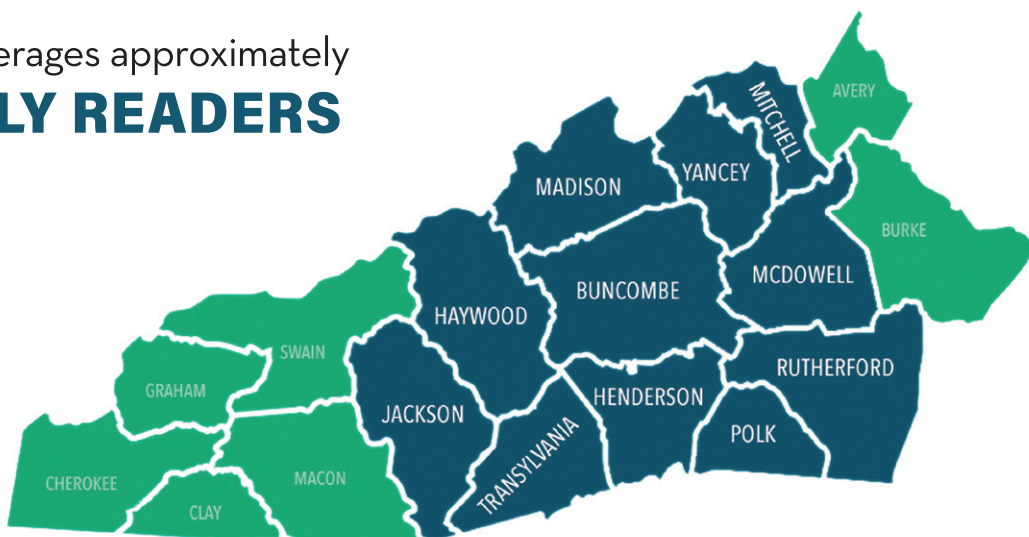 erages approximately
LY READERS
AVERY
MITCHELL
YANCEY
MADISON
BURKE
MCDOWELL
BUNCOMBE
HAYWOOD
SWAIN
RUTHERFORD
GRAHAM
HENDERSON
JACKSON
POLK
TRANSYLVANIA
MACON
CHEROKEE
CLAY